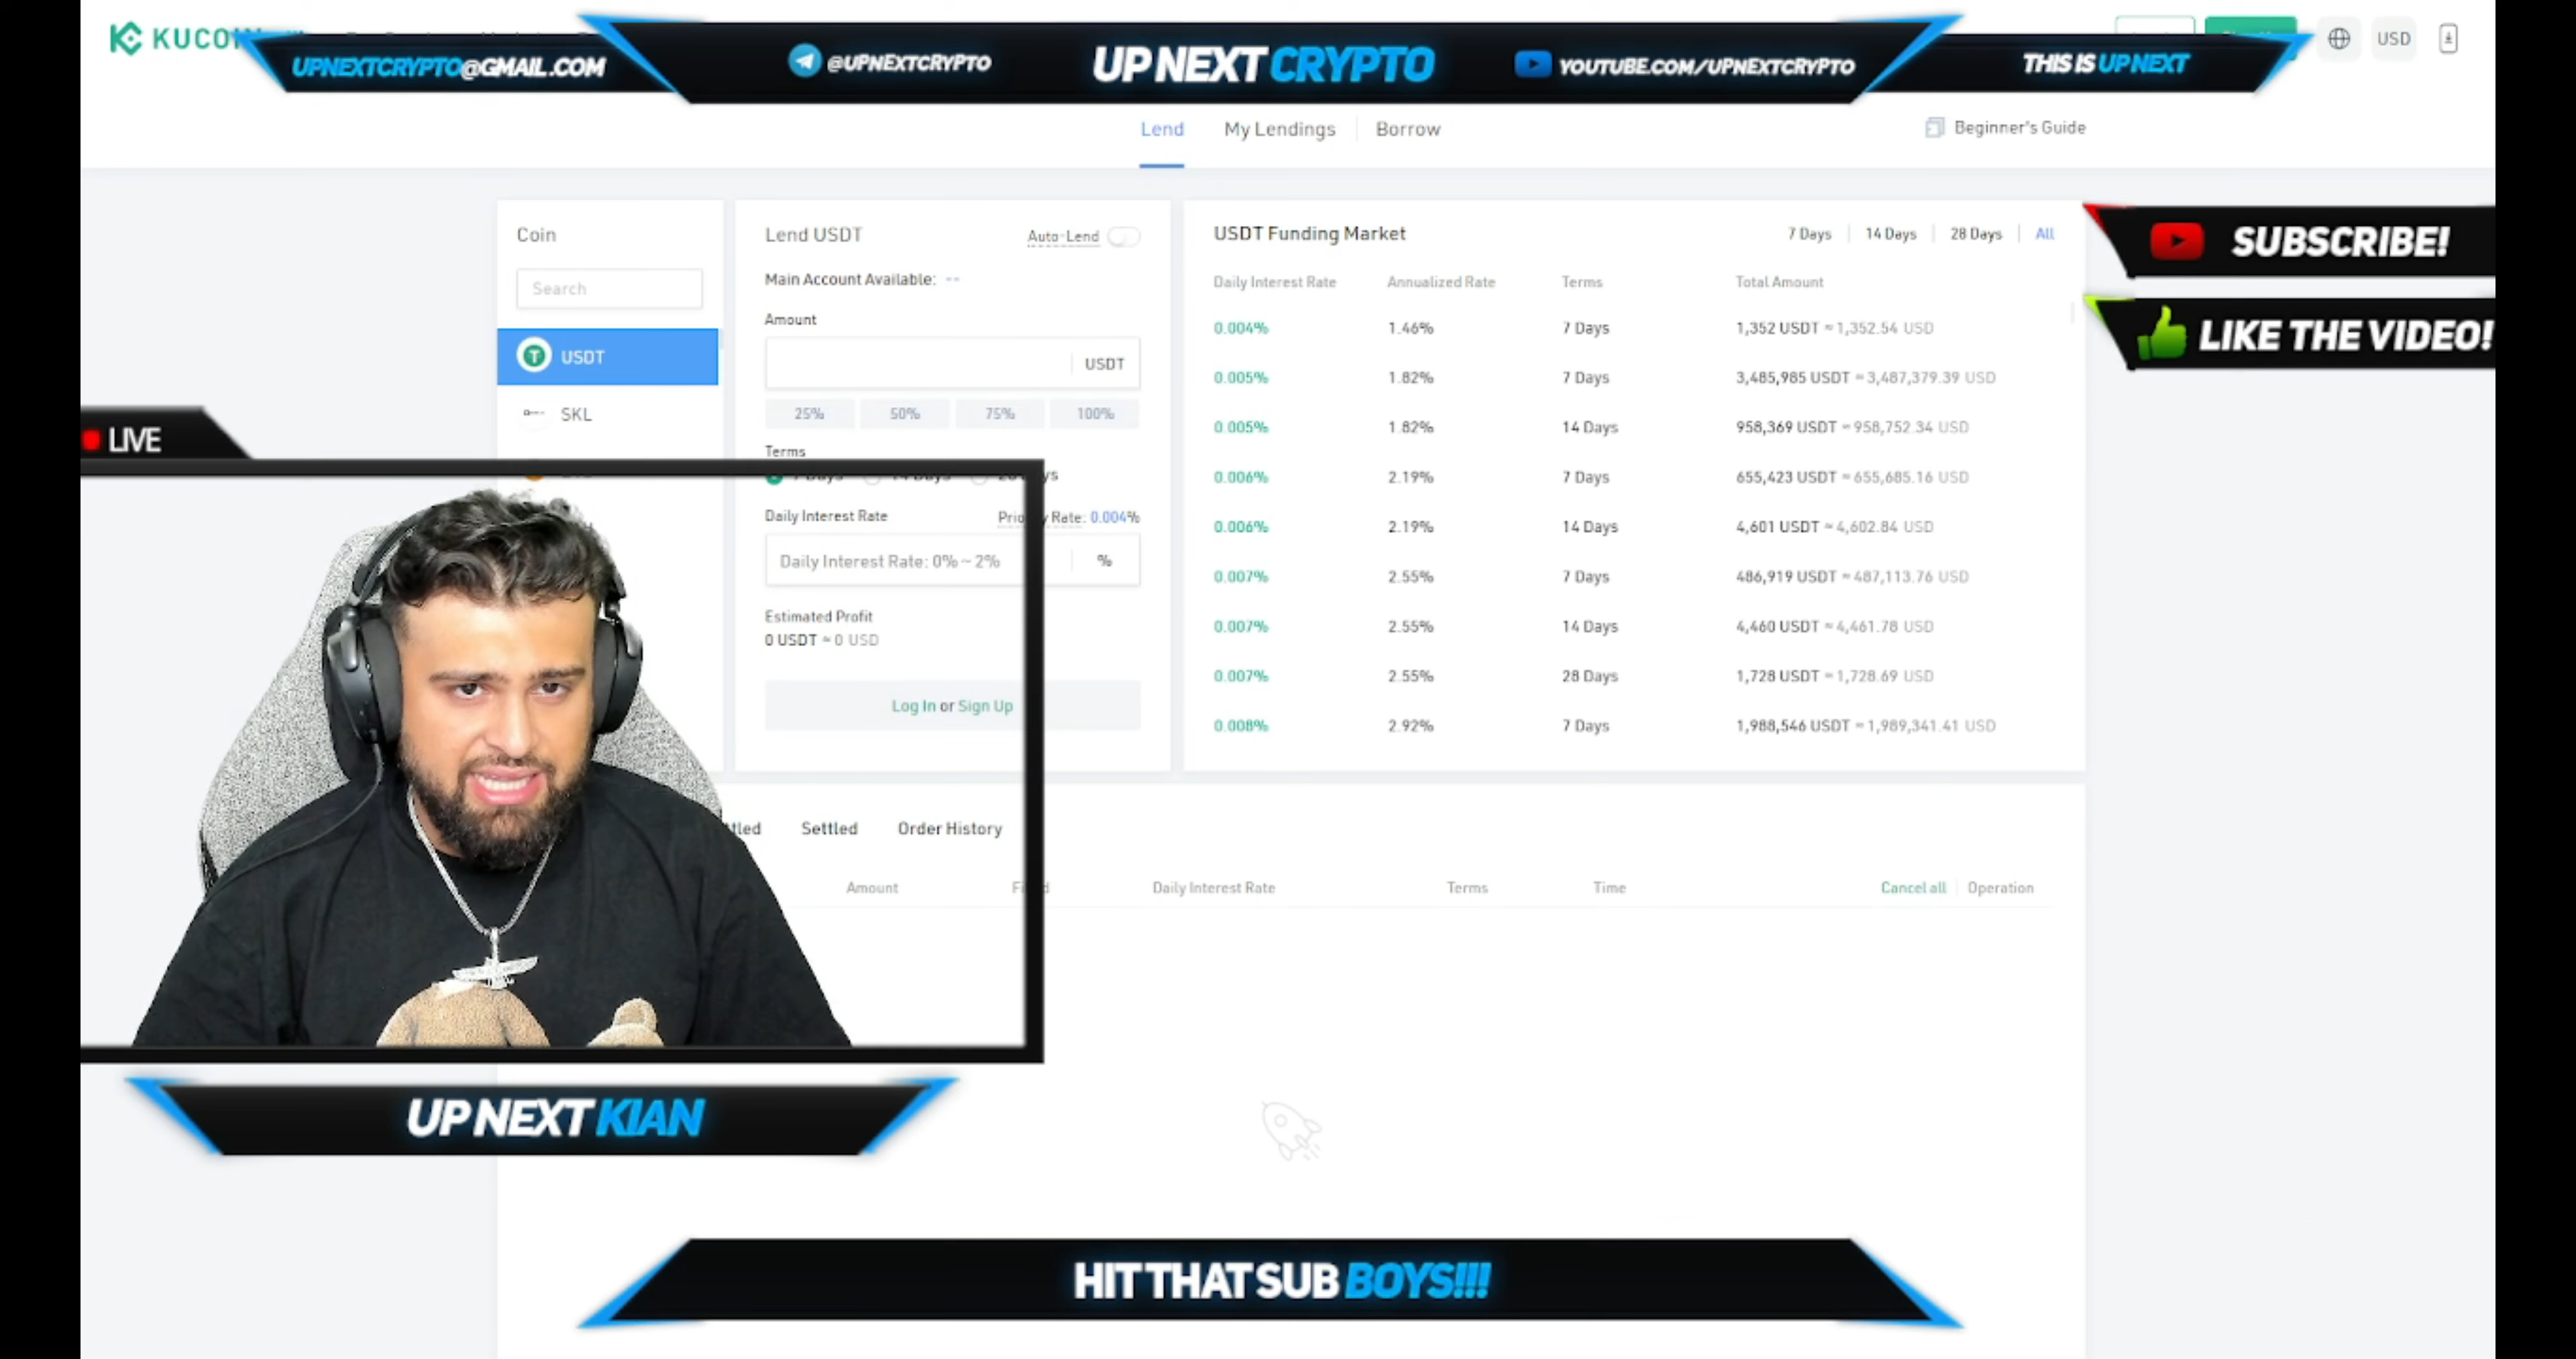 KUCOIN
UPNEXTCRYPTO@GMAIL.COM
@UPNEXTCRYPTO
UP NEXT CRYPTO
YOUTUBE.COM/UPNEXTCRYPTO
THIS IS UP NEXT
USD
Lend
My Lendings
Borrow
Beginner's Guide
Coin
Search
USDT
SKL
Lend USDT
Auto-Lend
Main Account Available: --
Amount
USDT
25% 50% 75% 100%
Terms
Daily Interest Rate
Priority Rate: 0.004%
Daily Interest Rate: 0% ~ 2%
%
Estimated Profit
0 USDT ≈ 0 USD
Log In or Sign Up
USDT Funding Market
7 Days 14 Days 28 Days All
Daily Interest Rate Annualized Rate Terms Total Amount
0.004% 1.46% 7 Days 1,352 USDT ≈ 1,352.54 USD
0.005% 1.82% 7 Days 3,485,985 USDT ≈ 3,487,379.39 USD
0.005% 1.82% 14 Days 958,369 USDT ≈ 958,752.34 USD
0.006% 2.19% 7 Days 655,423 USDT ≈ 655,685.16 USD
0.006% 2.19% 14 Days 4,601 USDT ≈ 4,602.84 USD
0.007% 2.55% 7 Days 486,919 USDT ≈ 487,113.76 USD
0.007% 2.55% 14 Days 4,460 USDT ≈ 4,461.78 USD
0.007% 2.55% 28 Days 1,728 USDT ≈ 1,728.69 USD
0.008% 2.92% 7 Days 1,988,546 USDT ≈ 1,989,341.41 USD
SUBSCRIBE!
LIKE THE VIDEO!
LIVE
Settled Order History
Amount Daily Interest Rate Terms Time Cancel all Operation
UP NEXT KIAN
HIT THAT SUB BOYS!!!